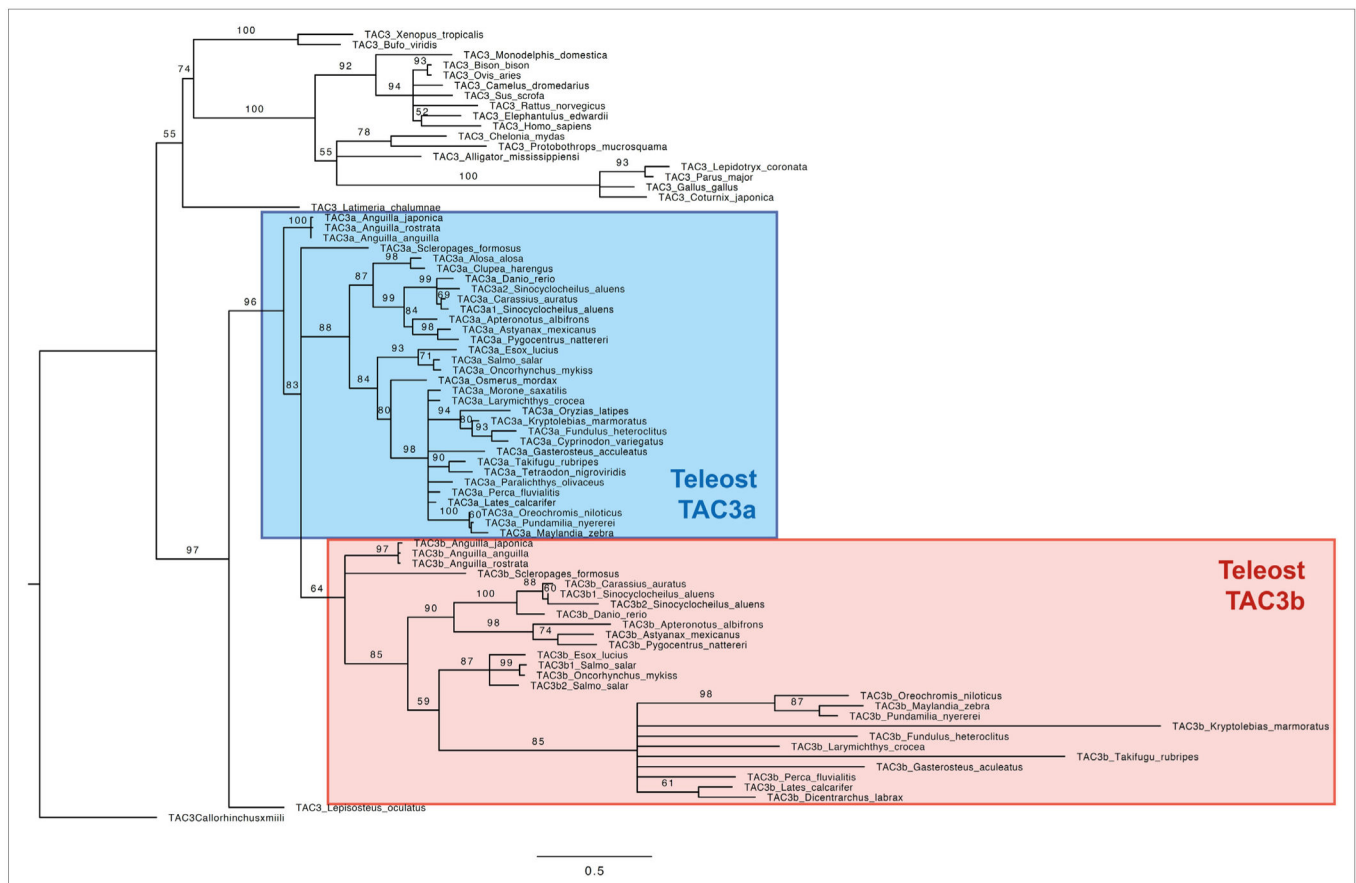 100
TAC3_Xenopus_tropicalis
TAC3_Bufo_viridis
74
TAC3_Monodelphis_domestica
92
93
TAC3_Bison_bison
TAC3_Ovis_aries
94
TAC3_Camelus_dromedarius
TAC3_Sus_scrofa
TAC3_Rattus_norvegicus
100
52
TAC3_Elephantulus_edwardii
TAC3_Homo_sapiens
55
78
TAC3_Chelonia_mydas
TAC3_Protobothrops_mucrosquama
55
TAC3_Alligator_mississippiensi
93
TAC3_Lepidotryx_coronata
TAC3_Parus_major
100
TAC3_Gallus_gallus
TAC3_Coturnix_japonica
TAC3_Latimeria_chalumnae
100
TAC3a_Anguilla_japonica
TAC3a_Anguilla_rostrata
TAC3a_Anguilla_anguilla
TAC3a_Scleropages_formosus
98
TAC3a_Alosa_alosa
TAC3a_Clupea_harengus
87
99
TAC3a_Danio_rerio
TAC3a2_Sinocyclocheilus_aluens
69
TAC3a_Carassius_auratus
TAC3a1_Sinocyclocheilus_aluens
96
99
84
TAC3a_Apteronotus_albifrons
98
TAC3a_Astyanax_mexicanus
TAC3a_Pygocentrus_nattereri
88
93
TAC3a_Esox_lucius
71
TAC3a_Salmo_salar
TAC3a_Oncorhynchus_mykiss
84
TAC3a_Osmerus_mordax
83
TAC3a_Morone_saxatilis
TAC3a_Larymichthys_crocea
80
94
TAC3a_Oryzias_latipes
80
TAC3a_Kryptolebias_marmoratus
93
TAC3a_Fundulus_heteroclitus
TAC3a_Cyprinodon_variegatus
98
TAC3a_Gasterosteus_acculeatus
90
TAC3a_Takifugu_rubripes
TAC3a_Tetraodon_nigroviridis
TAC3a_Paralichthys_olivaceus
TAC3a_Perca_fluvialitis
TAC3a_Lates_calcarifer
100
60
TAC3a_Oreochromis_niloticus
TAC3a_Pundamilia_nyererei
TAC3a_Maylandia_zebra
Teleost
TAC3a
97
97
TAC3b_Anguilla_japonica
TAC3b_Anguilla_anguilla
TAC3b_Anguilla_rostrata
64
TAC3b_Scleropages_formosus
88
60
TAC3b_Carassius_auratus
TAC3b1_Sinocyclocheilus_aluens
100
TAC3b2_Sinocyclocheilus_aluens
TAC3b_Danio_rerio
90
98
74
TAC3b_Apteronotus_albifrons
TAC3b_Astyanax_mexicanus
TAC3b_Pygocentrus_nattereri
85
87
TAC3b_Esox_lucius
99
TAC3b1_Salmo_salar
TAC3b_Oncorhynchus_mykiss
TAC3b2_Salmo_salar
59
98
TAC3b_Oreochromis_niloticus
87
TAC3b_Maylandia_zebra
TAC3b_Pundamilia_nyererei
TAC3b_Kryptolebias_marmoratus
85
TAC3b_Fundulus_heteroclitus
TAC3b_Larymichthys_crocea
TAC3b_Takifugu_rubripes
TAC3b_Gasterosteus_aculeatus
TAC3b_Perca_fluvialitis
61
TAC3b_Lates_calcarifer
TAC3b_Dicentrarchus_labrax
Teleost
TAC3b
TAC3_Lepisosteus_oculatus
TAC3Callorhinchusxmiili
0.5